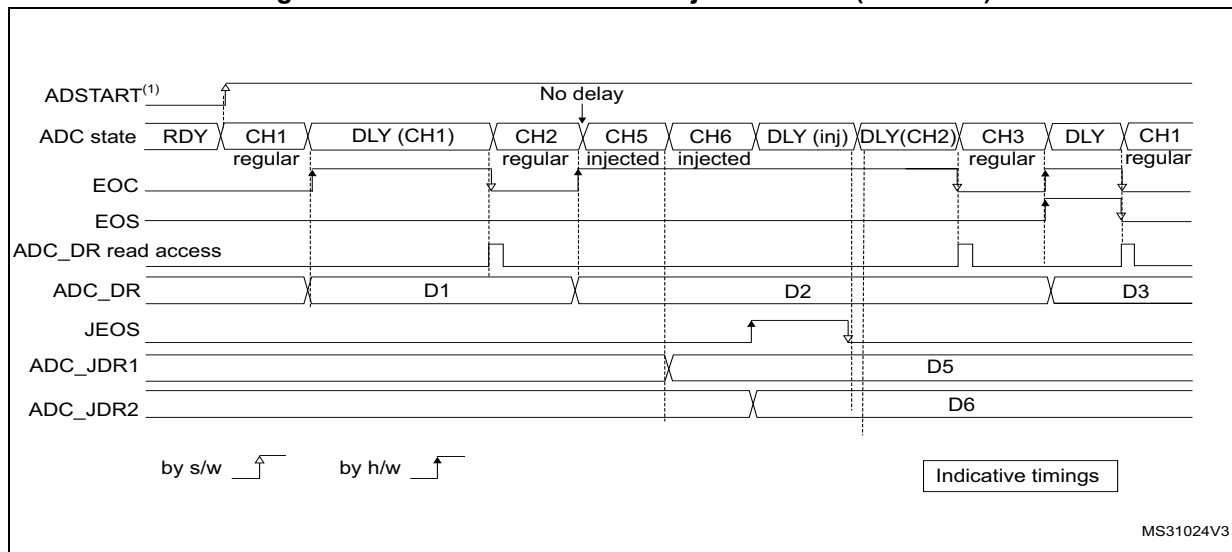 ADSTART(1)
No delay
ADC state RDY CH1 DLY (CH1) CH2 CH5 CH6 DLY (inj) DLY(CH2) CH3 DLY CH1
regular regular injected injected regular regular
EOC
EOS
ADC_DR read access
ADC_DR D1 D2 D3
JEOS
ADC_JDR1 D5
ADC_JDR2 D6
by s/w by h/w Indicative timings
MS31024V3